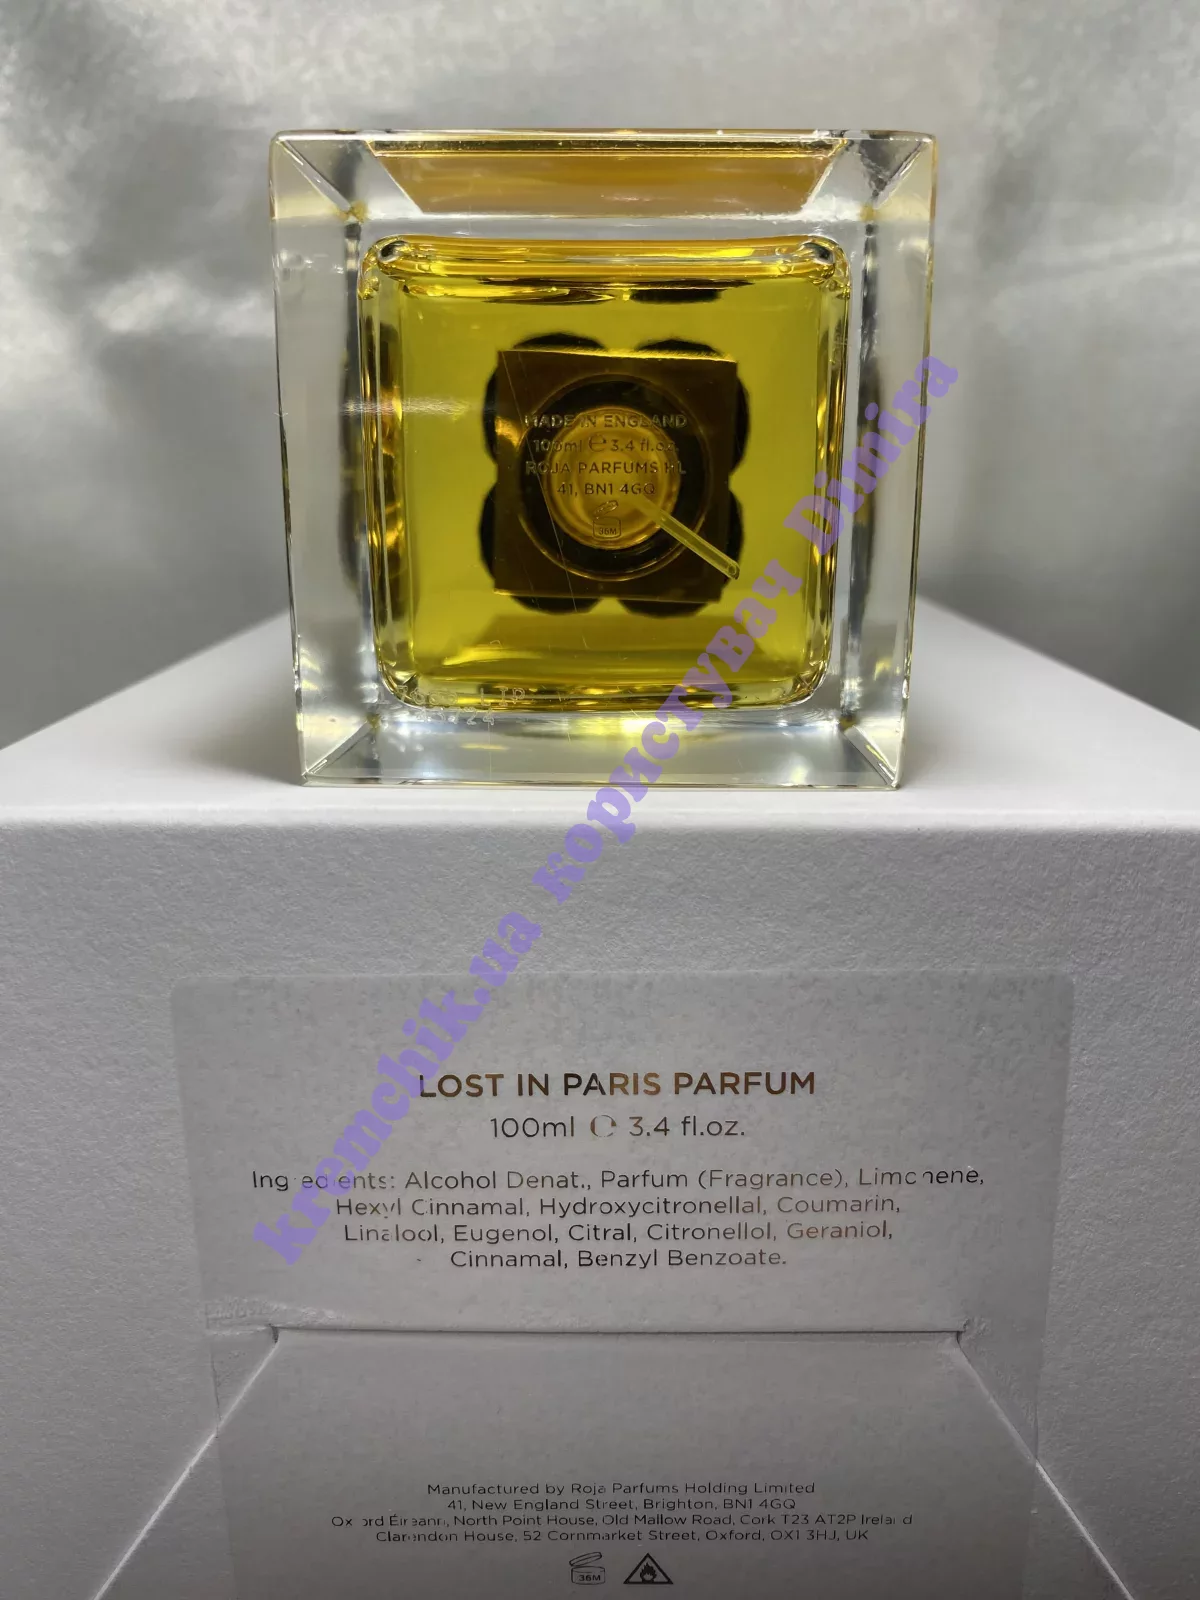 MADE IN ENGLAND
100ml e 3.4 fl.oz.
ROJA PARFUMS HL
41, BN1 4GQ
36M
kremchik.ua користувач Dimira
LOST IN PARIS PARFUM
100ml e 3.4 fl.oz.
Ingredients: Alcohol Denat., Parfum (Fragrance), Limonene,
Hexyl Cinnamal, Hydroxycitronellal, Coumarin,
Linalool, Eugenol, Citral, Citronellol, Geraniol,
Cinnamal, Benzyl Benzoate.
Manufactured by Roja Parfums Holding Limited
41, New England Street, Brighton, BN1 4GQ
Oxford Éireann, North Point House, Old Mallow Road, Cork T23 AT2P Ireland
Clarendon House, 52 Cornmarket Street, Oxford, OX1 3HJ, UK
36M